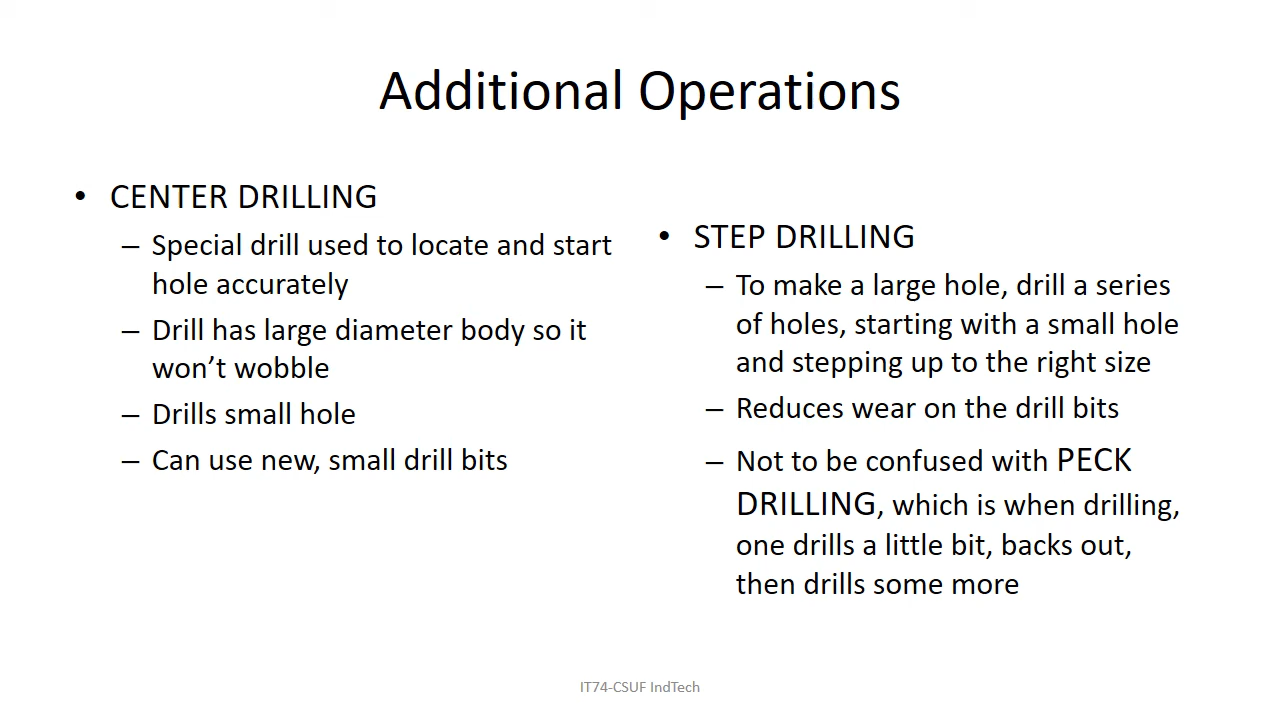 Additional Operations
• CENTER DRILLING
– Special drill used to locate and start
hole accurately
– Drill has large diameter body so it
won’t wobble
– Drills small hole
– Can use new, small drill bits
• STEP DRILLING
– To make a large hole, drill a series
of holes, starting with a small hole
and stepping up to the right size
– Reduces wear on the drill bits
– Not to be confused with PECK
DRILLING, which is when drilling,
one drills a little bit, backs out,
then drills some more
IT74-CSUF IndTech